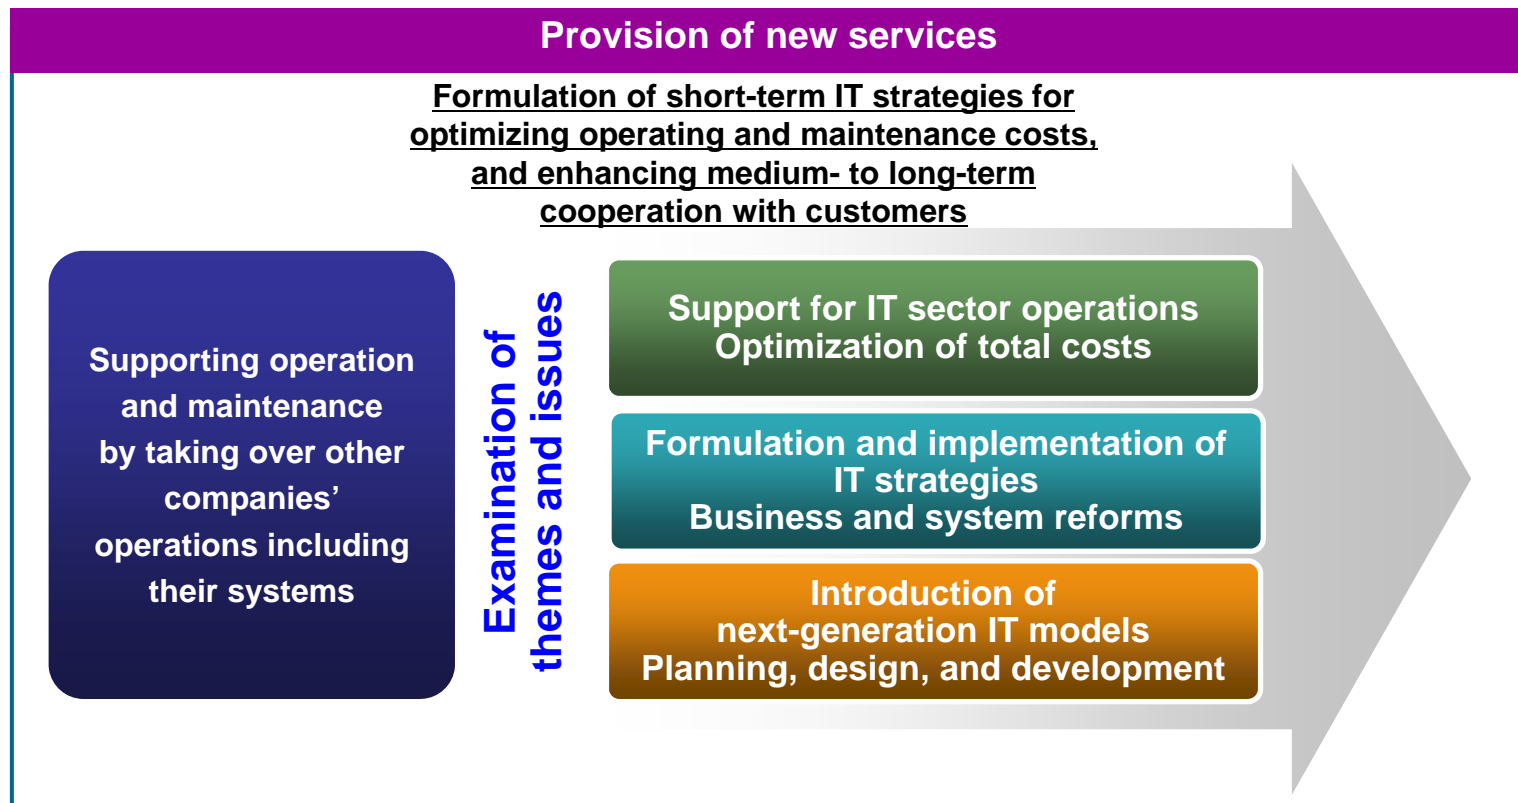 Provision of new services
Formulation of short-term IT strategies for
optimizing operating and maintenance costs,
and enhancing medium- to long-term
cooperation with customers
Supporting operation
and maintenance
by taking over other
companies’
operations including
their systems
Examination of
themes and issues
Support for IT sector operations
Optimization of total costs
Formulation and implementation of
IT strategies
Business and system reforms
Introduction of
next-generation IT models
Planning, design, and development